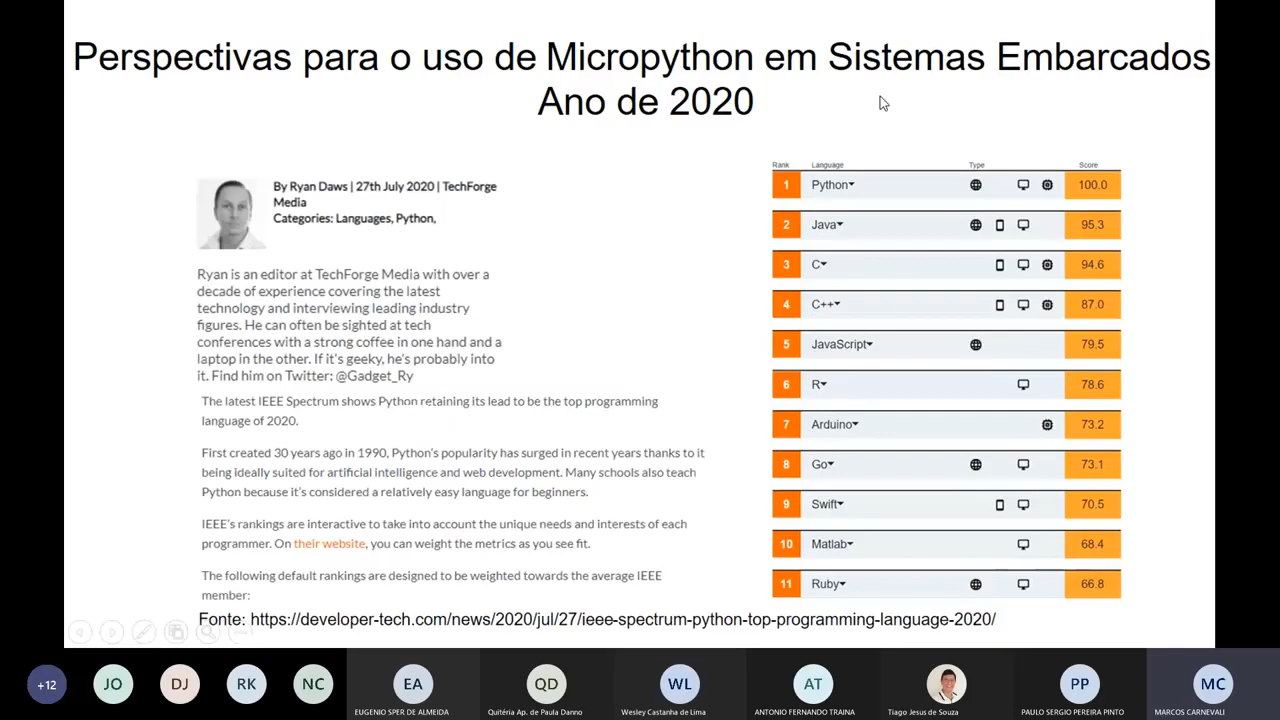 Perspectivas para o uso de Micropython em Sistemas Embarcados
Ano de 2020
By Ryan Daws | 27th July 2020 | TechForge
Media
Categories: Languages, Python,
Ryan is an editor at TechForge Media with over a
decade of experience covering the latest
technology and interviewing leading industry
figures. He can often be sighted at tech
conferences with a strong coffee in one hand and a
laptop in the other. If it's geeky, he's probably into
it. Find him on Twitter: @Gadget_Ry
The latest IEEE Spectrum shows Python retaining its lead to be the top programming
language of 2020.
First created 30 years ago in 1990, Python's popularity has surged in recent years thanks to it
being ideally suited for artificial intelligence and web development. Many schools also teach
Python because it's considered a relatively easy language for beginners.
IEEE's rankings are interactive to take into account the unique needs and interests of each
programmer. On their website, you can weight the metrics as you see fit.
The following default rankings are designed to be weighted towards the average IEEE
member:
Rank Language Type Score
1 Python 100.0
2 Java 95.3
3 C 94.6
4 C++ 87.0
5 JavaScript 79.5
6 R 78.6
7 Arduino 73.2
8 Go 73.1
9 Swift 70.5
10 Matlab 68.4
11 Ruby 66.8
Fonte: https://developer-tech.com/news/2020/jul/27/ieee-spectrum-python-top-programming-language-2020/
+12 JO DJ RK NC EA QD WL AT PP MC
EUGENIO SPER DE ALMEIDA Quitéria Ap. de Paula Danno Wesley Castanha de Lima ANTONIO FERNANDO TRAINA Tiago Jesus de Souza PAULO SERGIO PEREIRA PINTO MARCOS CARNEVALI